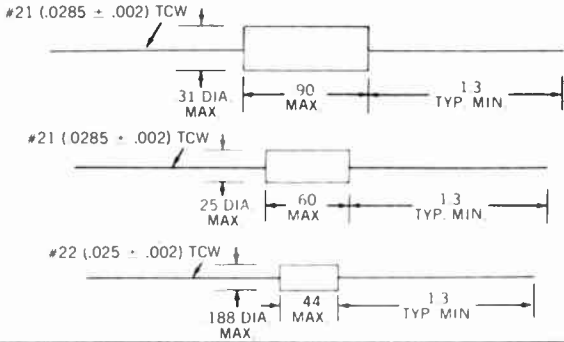 #21 (.0285 ± .002) TCW
31 DIA.
MAX
90
MAX
1.3
TYP. MIN.
#21 (.0285 ± .002) TCW
25 DIA
MAX
60
MAX
1.3
TYP. MIN.
#22 (.025 ± .002) TCW
188 DIA
MAX.
.44
MAX
1.3
TYP. MIN.